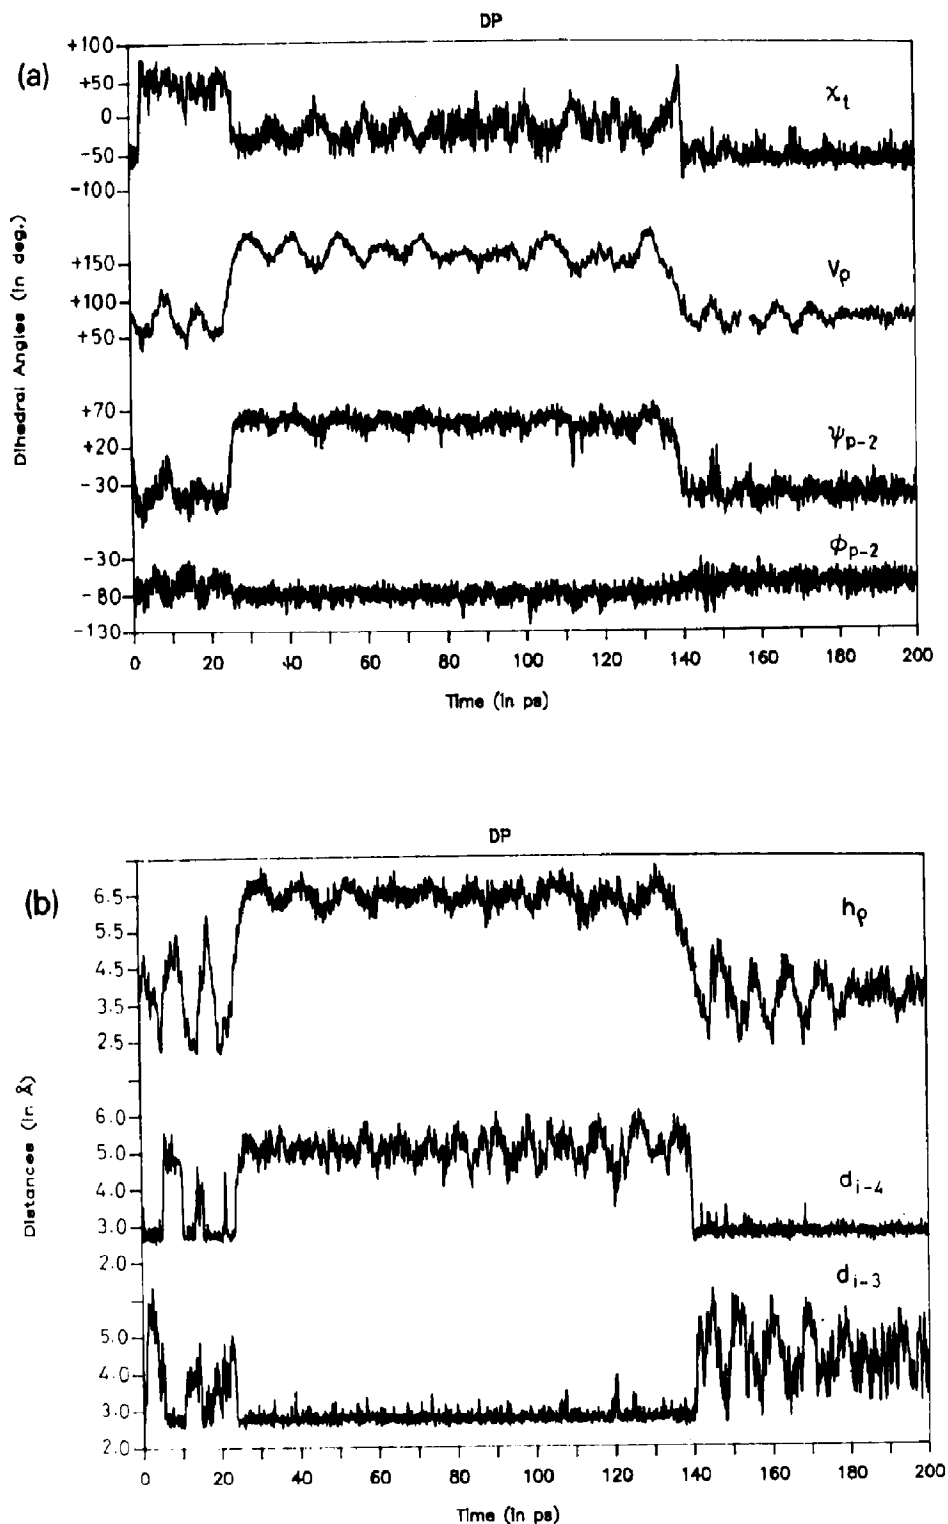 DP
(a)
+100
+50
0
-50
-100
χt
+150
+100
+50
Vρ
+70
+20
-30
ψp-2
-30
-80
-130
ϕp-2
Dihedral Angles (in deg.)
0 20 40 60 80 100 120 140 160 180 200
Time (in ps)
DP
(b)
6.5
5.5
4.5
3.5
2.5
hρ
6.0
5.0
4.0
3.0
2.0
di-4
5.0
4.0
3.0
2.0
di-3
Distances (in Å)
0 20 40 60 80 100 120 140 160 180 200
Time (in ps)